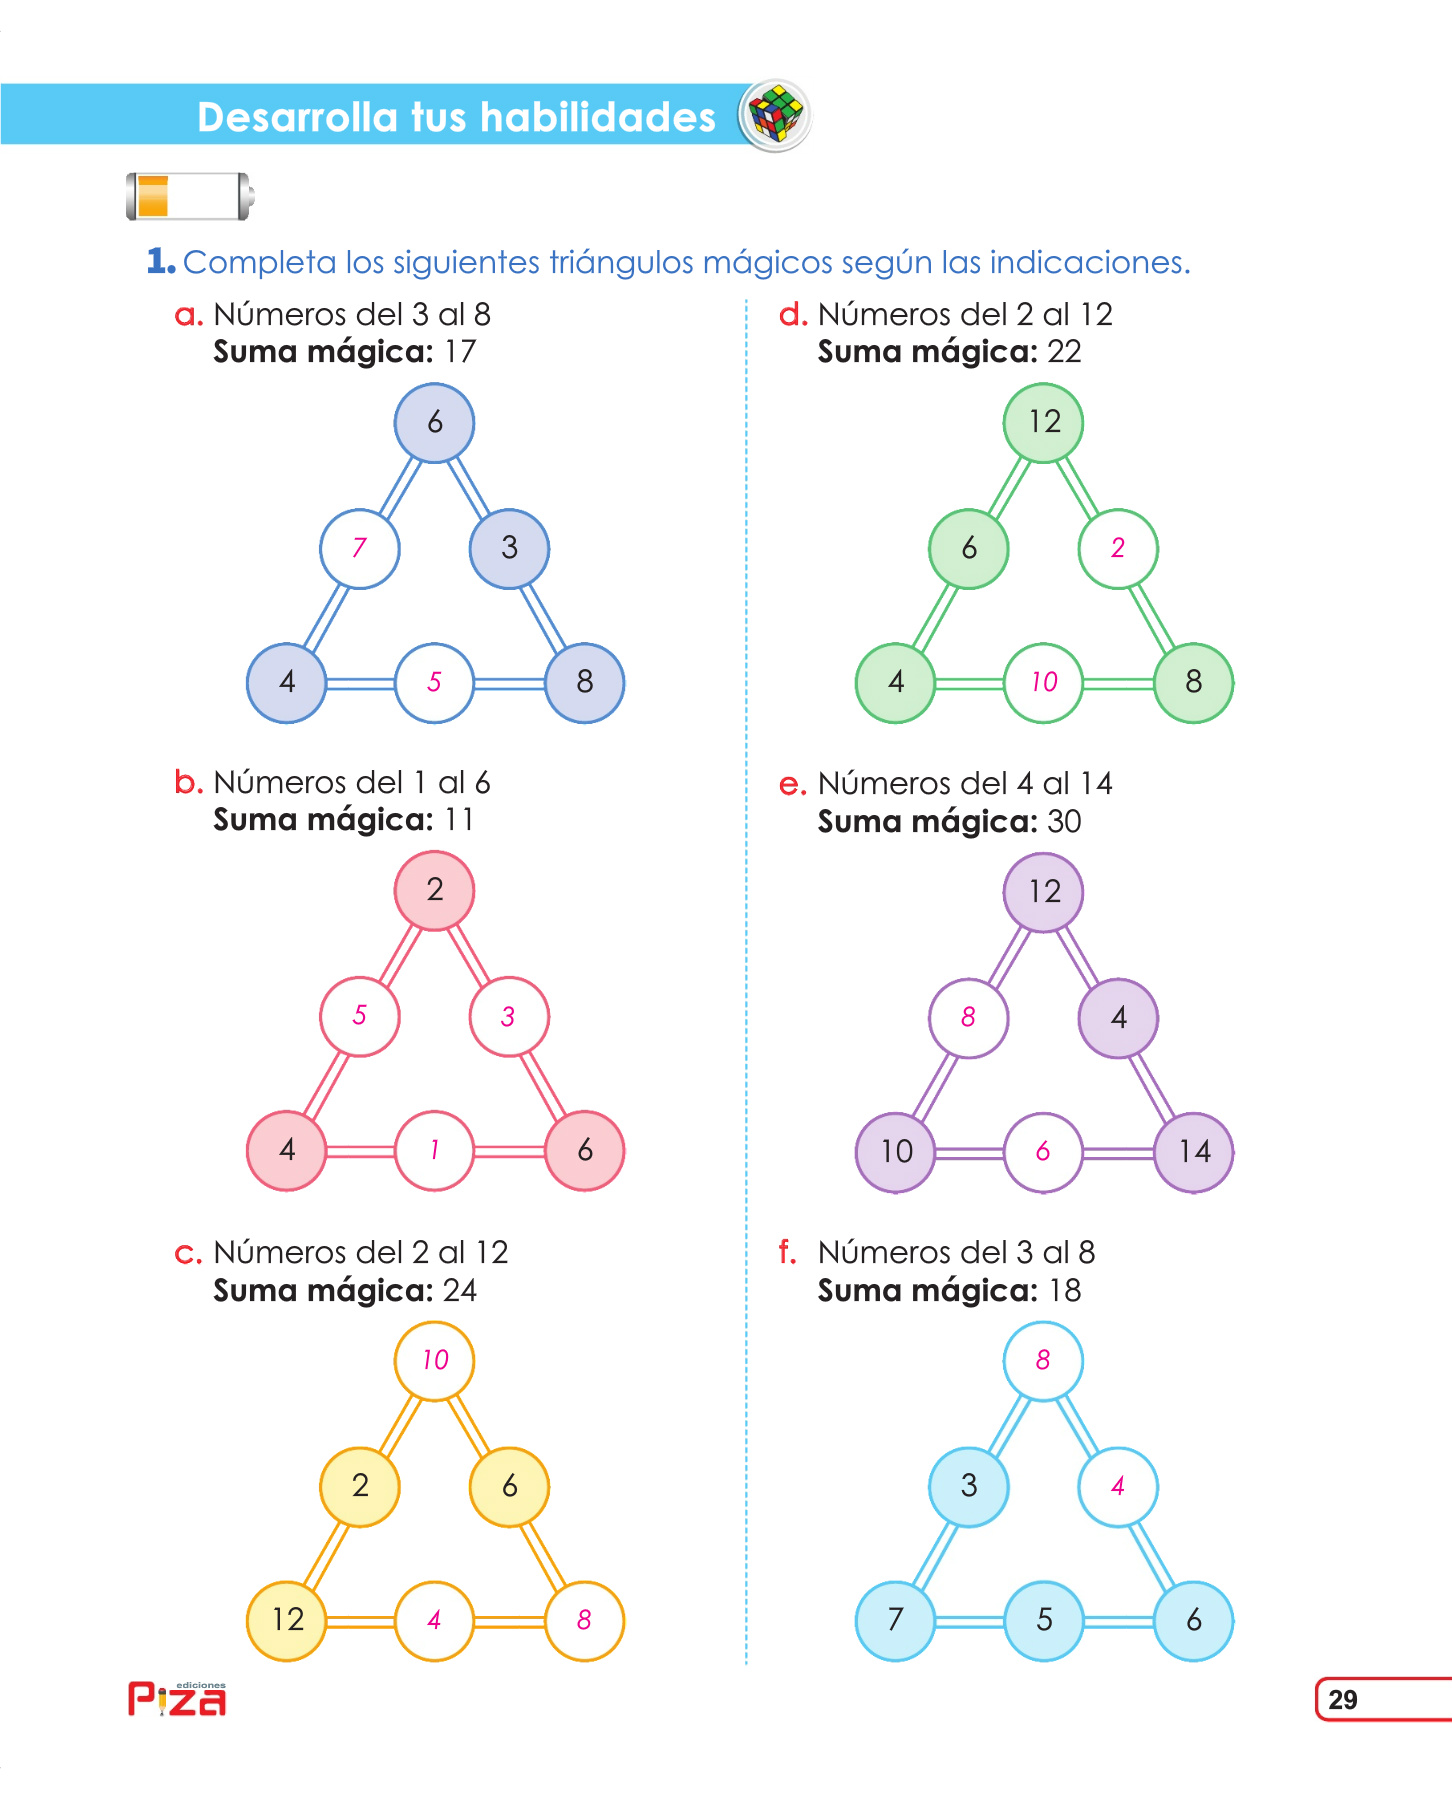 Desarrolla tus habilidades
1. Completa los siguientes triángulos mágicos según las indicaciones.
a. Números del 3 al 8
Suma mágica: 17
6
7 3
4 5 8
b. Números del 1 al 6
Suma mágica: 11
2
5 3
4 1 6
c. Números del 2 al 12
Suma mágica: 24
10
2 6
12 4 8
d. Números del 2 al 12
Suma mágica: 22
12
6 2
4 10 8
e. Números del 4 al 14
Suma mágica: 30
12
8 4
10 6 14
f. Números del 3 al 8
Suma mágica: 18
8
3 4
7 5 6
ediciones
Piza
29